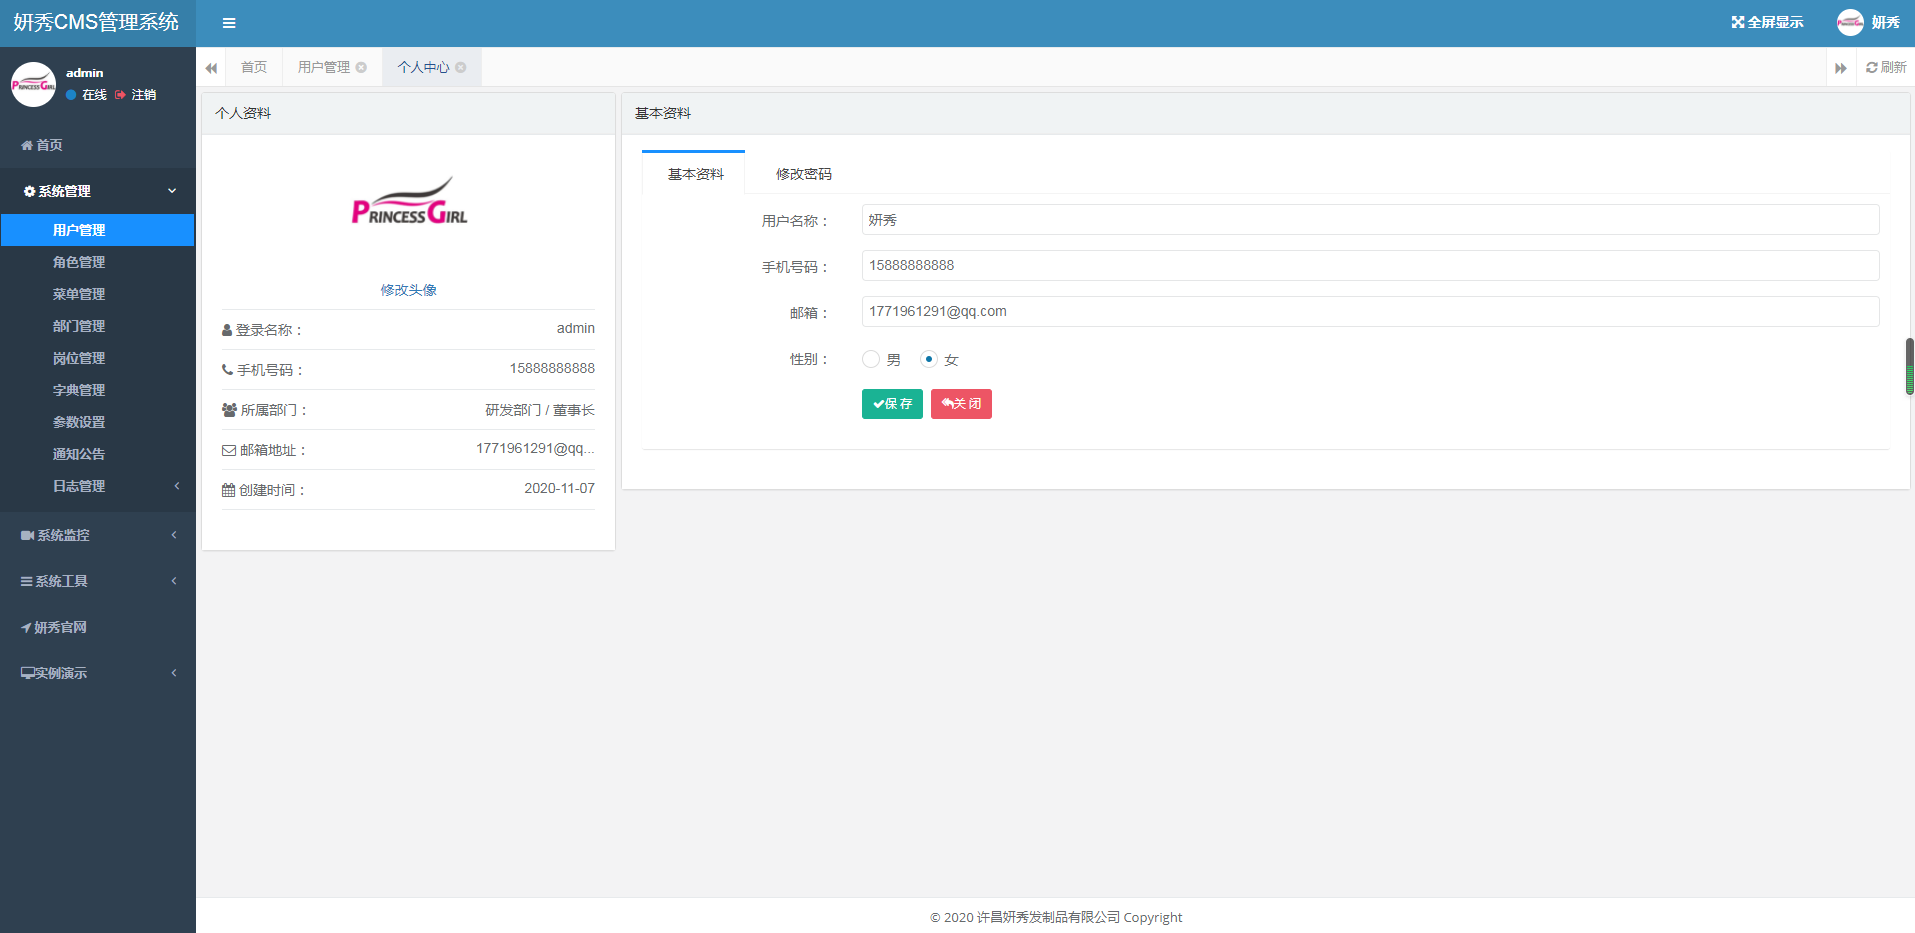 妍秀CMS管理系统
全屏显示
妍秀
PRINCESS GIRL
admin
在线 注销
首页
系统管理
用户管理
角色管理
菜单管理
部门管理
岗位管理
字典管理
参数设置
通知公告
日志管理
系统监控
系统工具
妍秀官网
实例演示
首页
用户管理
个人中心
刷新
个人资料
PRINCESS GIRL
修改头像
登录名称： admin
手机号码： 15888888888
所属部门： 研发部门 / 董事长
邮箱地址： 1771961291@qq...
创建时间： 2020-11-07
基本资料
基本资料 修改密码
用户名称： 妍秀
手机号码： 15888888888
邮箱： 1771961291@qq.com
性别： 男 女
保 存 关 闭
© 2020 许昌妍秀发制品有限公司 Copyright